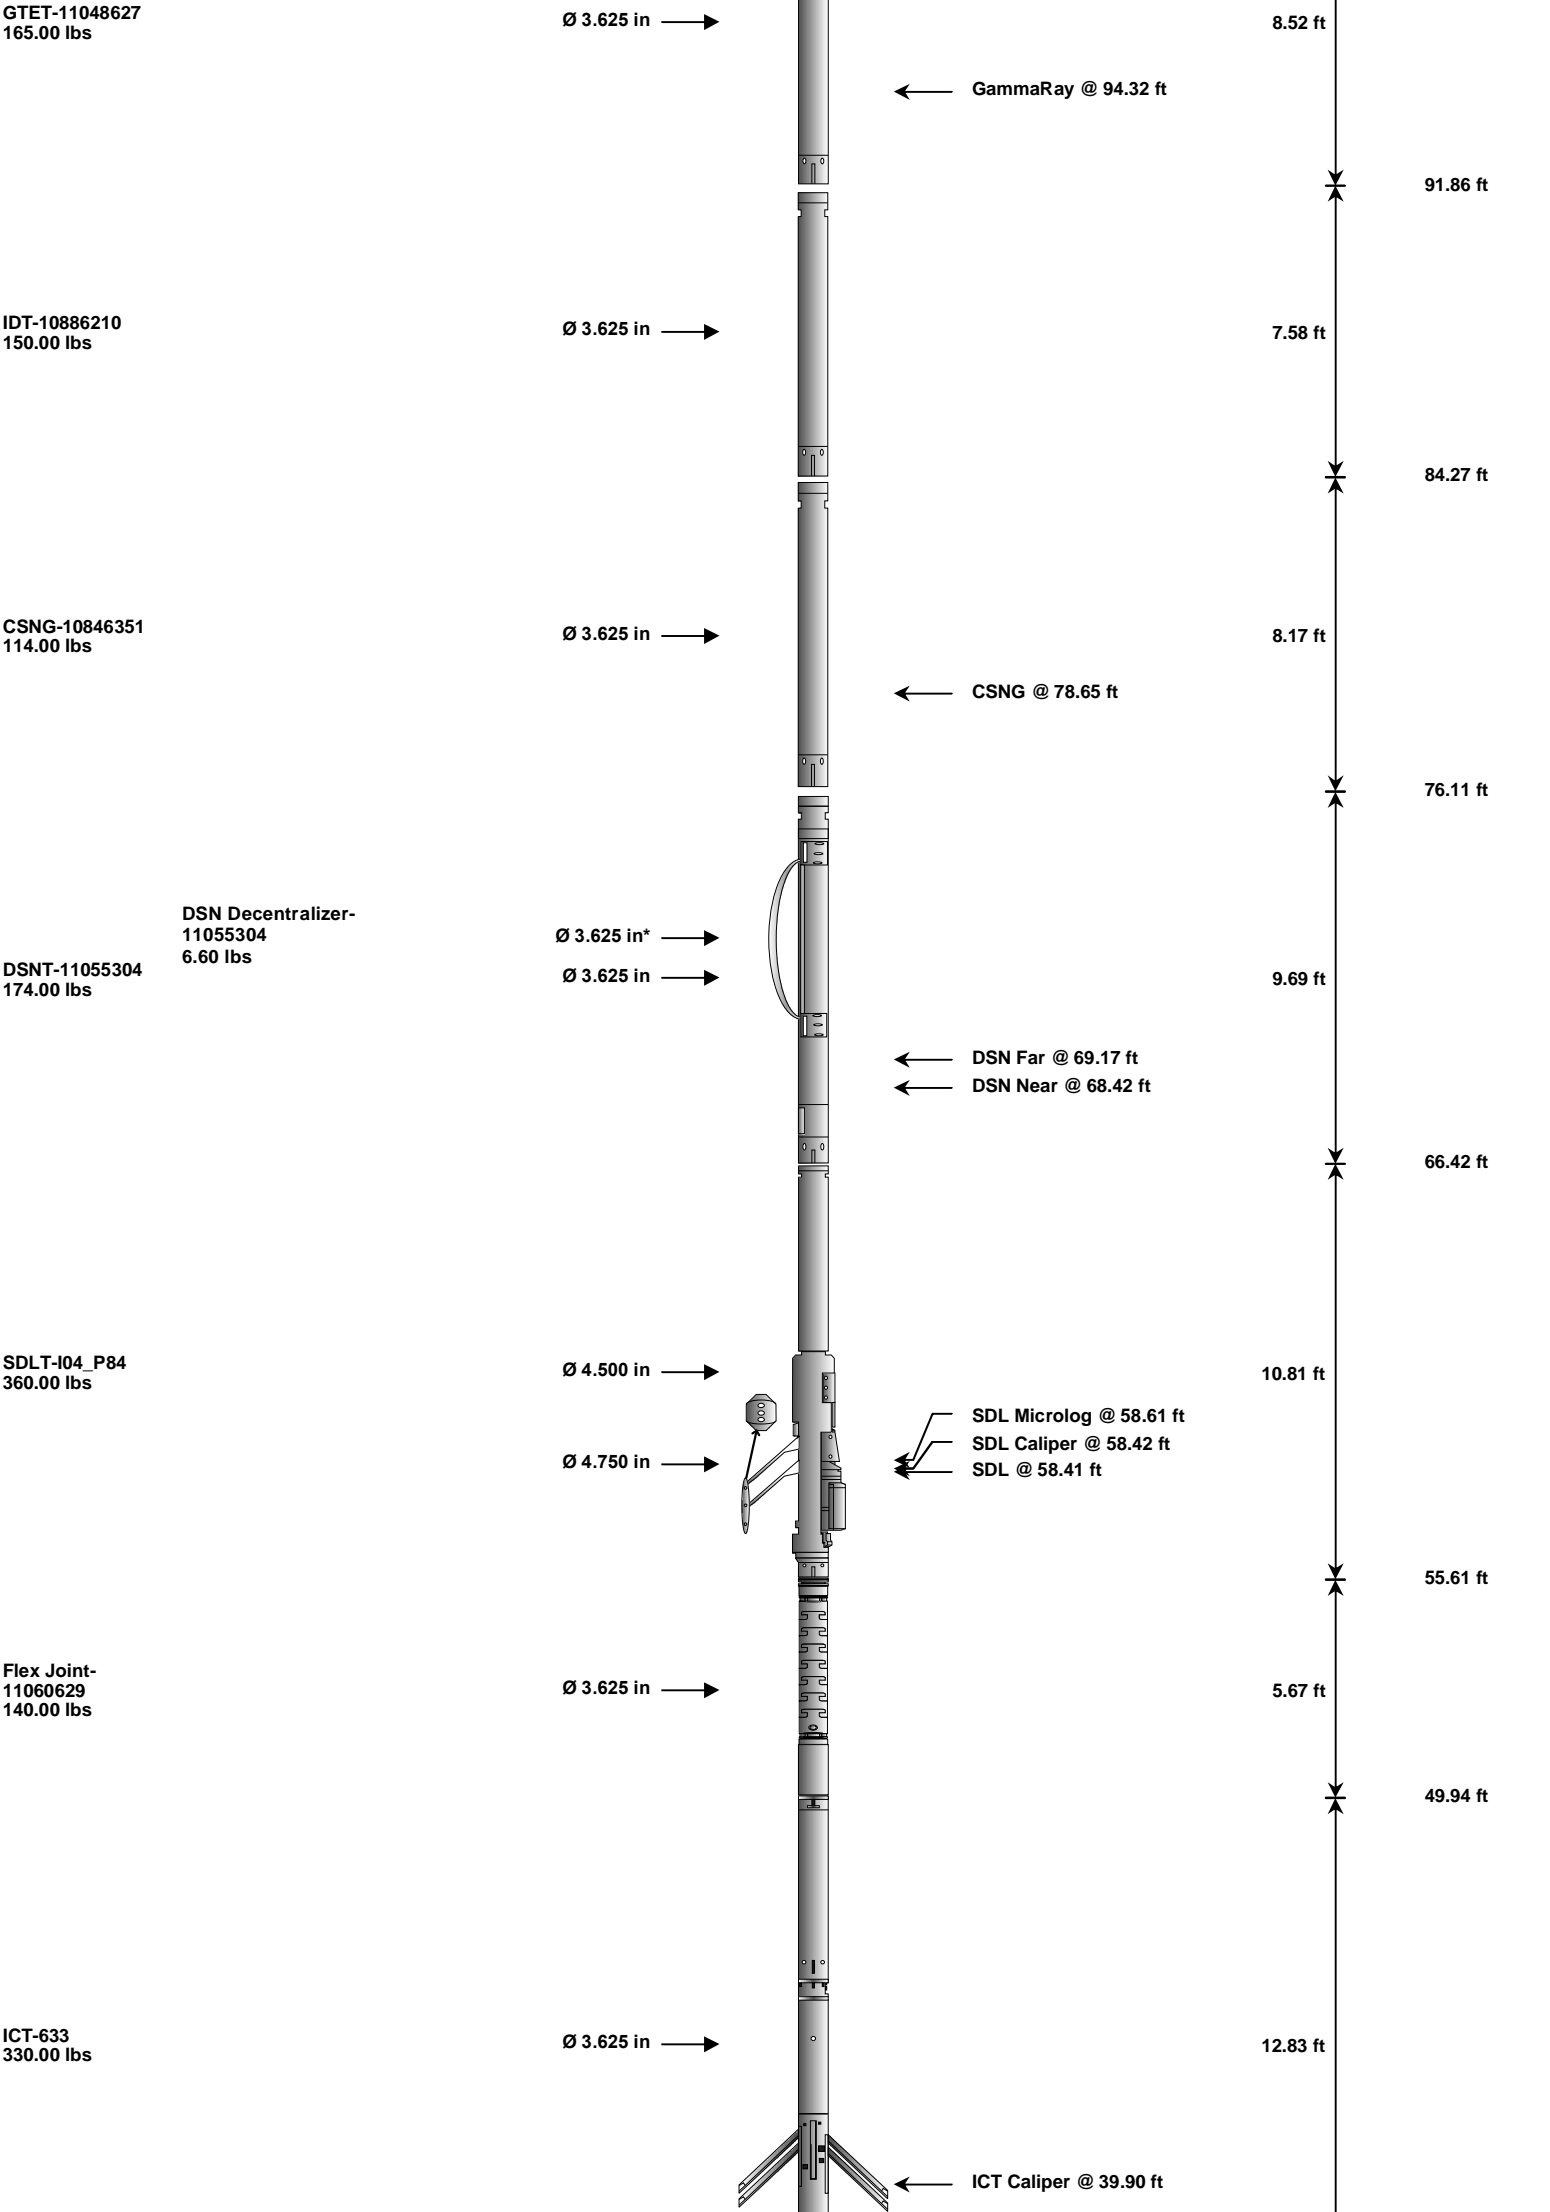 GTET-11048627
165.00 lbs
Ø 3.625 in
8.52 ft
GammaRay @ 94.32 ft
91.86 ft
IDT-10886210
150.00 lbs
Ø 3.625 in
7.58 ft
84.27 ft
CSNG-10846351
114.00 lbs
Ø 3.625 in
8.17 ft
CSNG @ 78.65 ft
76.11 ft
DSN Decentralizer-
11055304
6.60 lbs
Ø 3.625 in*
DSNT-11055304
174.00 lbs
Ø 3.625 in
9.69 ft
DSN Far @ 69.17 ft
DSN Near @ 68.42 ft
66.42 ft
SDLT-I04_P84
360.00 lbs
Ø 4.500 in
10.81 ft
SDL Microlog @ 58.61 ft
SDL Caliper @ 58.42 ft
Ø 4.750 in
SDL @ 58.41 ft
55.61 ft
Flex Joint-
11060629
140.00 lbs
Ø 3.625 in
5.67 ft
49.94 ft
ICT-633
330.00 lbs
Ø 3.625 in
12.83 ft
ICT Caliper @ 39.90 ft